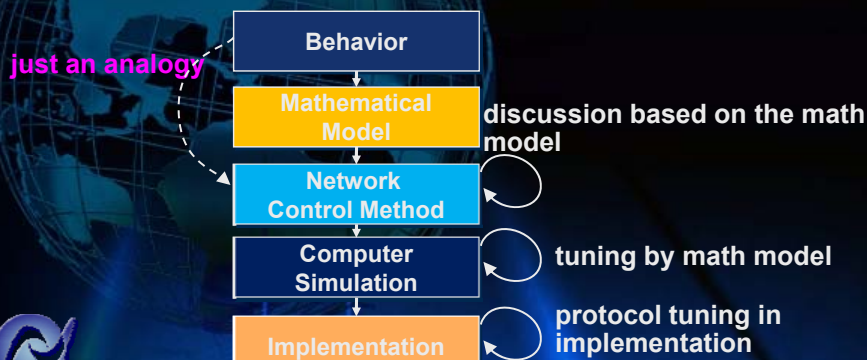 Behavior
just an analogy
Mathematical
Model
discussion based on the math
model
Network
Control Method
Computer
Simulation
tuning by math model
protocol tuning in
implementation
Implementation